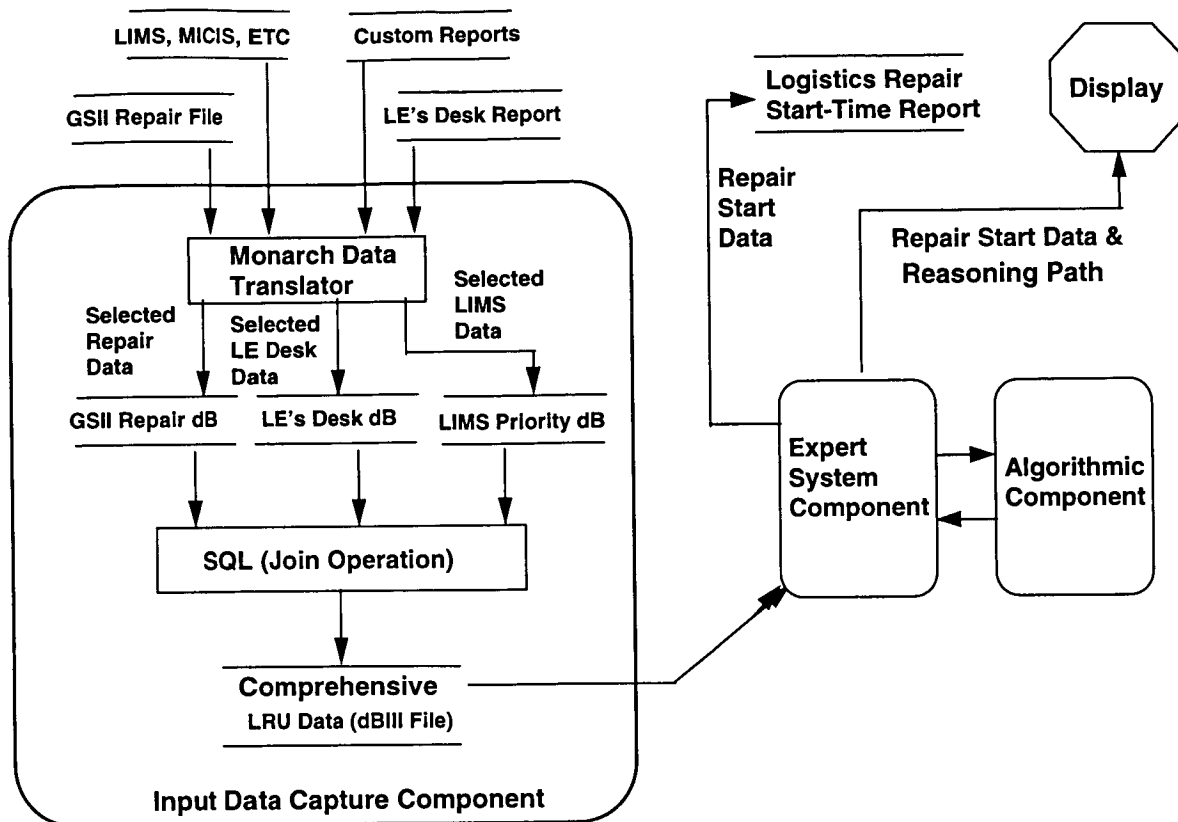 LIMS, MICIS, ETC
Custom Reports
GSII Repair File
LE's Desk Report
Monarch Data
Translator
Selected
Repair
Data
Selected
LE Desk
Data
Selected
LIMS
Data
GSII Repair dB
LE's Desk dB
LIMS Priority dB
SQL (Join Operation)
Comprehensive
LRU Data (dBIII File)
Input Data Capture Component
Logistics Repair
Start-Time Report
Display
Repair
Start
Data
Repair Start Data &
Reasoning Path
Expert
System
Component
Algorithmic
Component